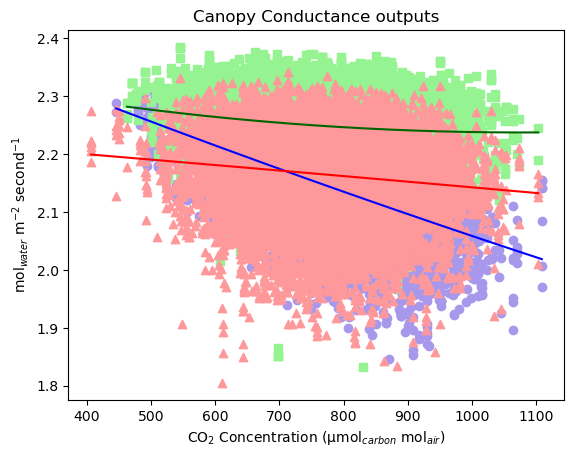 Canopy Conductance outputs
mol_water m⁻² second⁻¹
2.4
2.3
2.2
2.1
2.0
1.9
1.8
400 500 600 700 800 900 1000 1100
CO₂ Concentration (μmol_carbon mol_air)